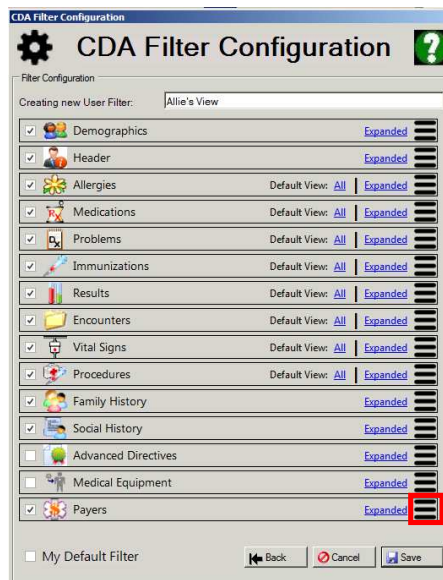 CDA Filter Configuration
CDA Filter Configuration ?
Filter Configuration
Creating new User Filter: Allie's View
Demographics Expanded
Header Expanded
Allergies Default View: All | Expanded
Rx Medications Default View: All | Expanded
Dx Problems Default View: All | Expanded
Immunizations Default View: All | Expanded
Results Default View: All | Expanded
Encounters Default View: All | Expanded
Vital Signs Default View: All | Expanded
Procedures Default View: All | Expanded
Family History Expanded
Social History Expanded
Advanced Directives Expanded
Medical Equipment Expanded
Payers Expanded
My Default Filter Back Cancel Save